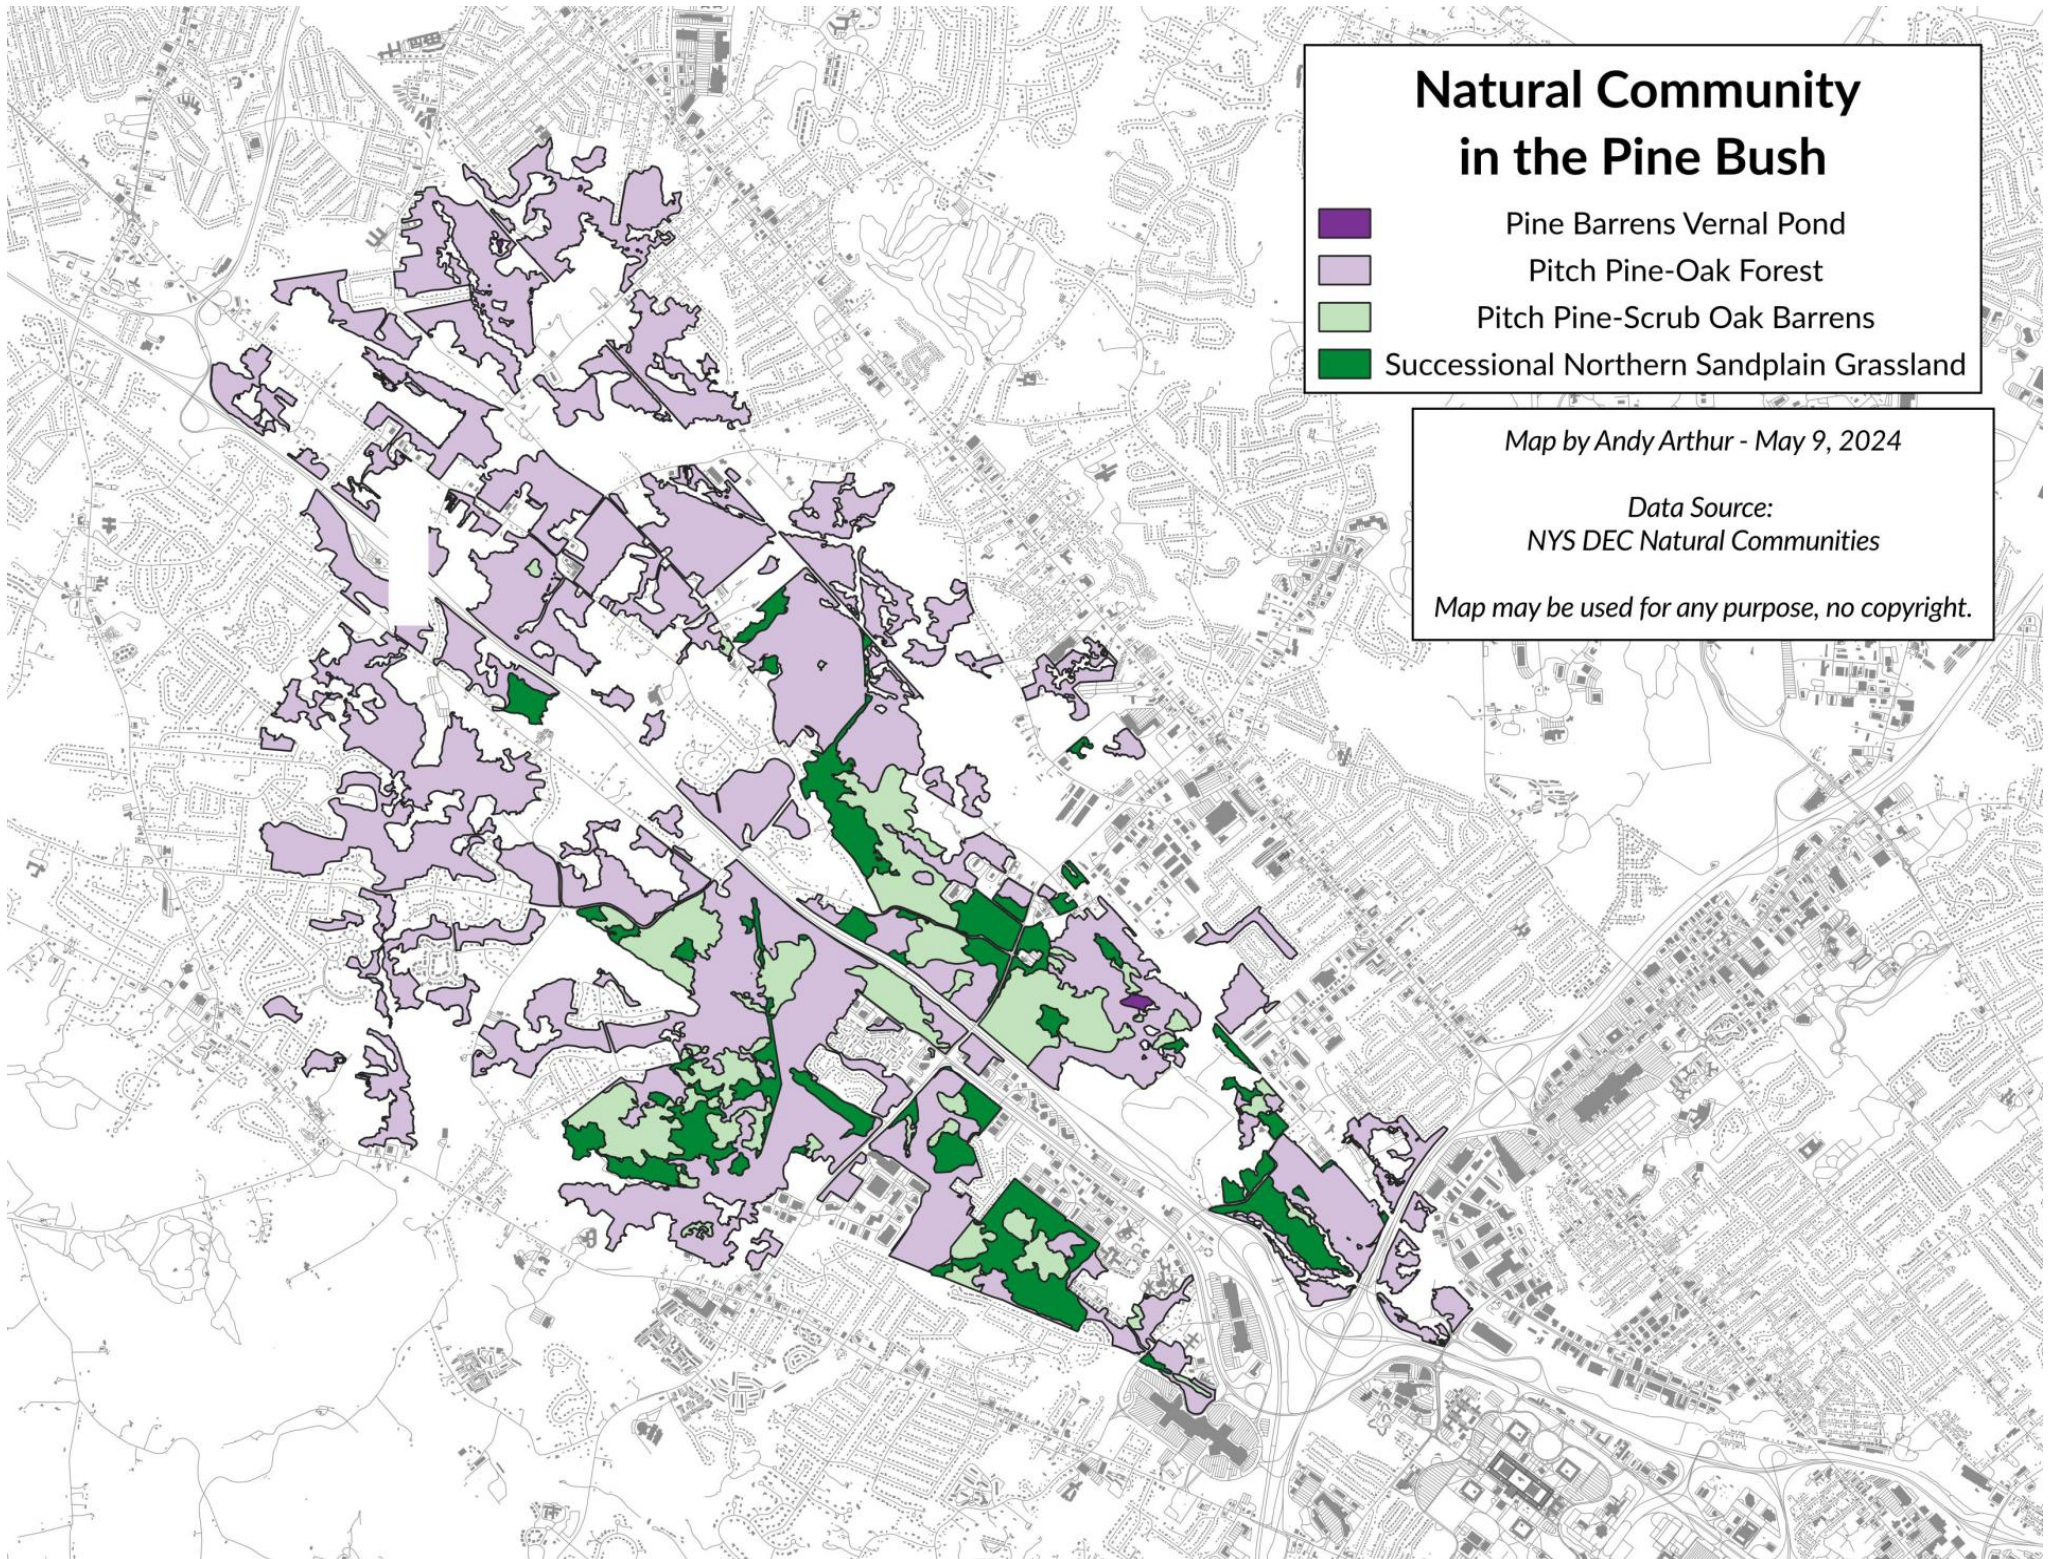 Natural Community
in the Pine Bush
Pine Barrens Vernal Pond
Pitch Pine-Oak Forest
Pitch Pine-Scrub Oak Barrens
Successional Northern Sandplain Grassland
Map by Andy Arthur - May 9, 2024
Data Source:
NYS DEC Natural Communities
Map may be used for any purpose, no copyright.